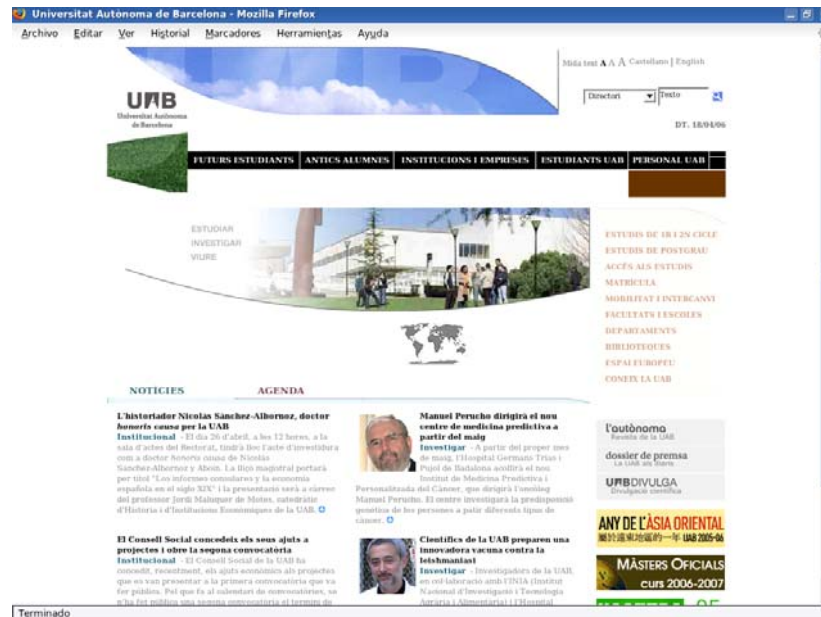 Universitat Autònoma de Barcelona - Mozilla Firefox
Archivo Editar Ver Historial Marcadores Herramientas Ayuda
Mida text A A A Castellano | English
Directori Texto
UAB
Universitat Autònoma
de Barcelona
DT. 18/04/06
FUTURS ESTUDIANTS ANTICS ALUMNES INSTITUCIONS I EMPRESES ESTUDIANTS UAB PERSONAL UAB
ESTUDIAR
INVESTIGAR
VIURE
ESTUDIS DE 1R I 2N CICLE
ESTUDIS DE POSTGRAU
ACCÉS ALS ESTUDIS
MATRÍCULA
MOBILITAT I INTERCANVI
FACULTATS I ESCOLES
DEPARTAMENTS
BIBLIOTEQUES
ESPAI EUROPEU
CONEIX LA UAB
NOTÍCIES AGENDA
L'historiador Nicolás Sánchez-Albornoz, doctor
honoris causa per la UAB
Institucional - El dia 26 d'abril, a les 12 hores, a la
sala d'actes del Rectorat, tindrà lloc l'acte d'investidura
com a doctor honoris causa de Nicolás
Sánchez-Albornoz y Aboín. La lliçó magistral portarà
per títol "Los informes consulares y la economía
española en el siglo XIX" i la presentació serà a càrrec
del professor Jordi Maluquer de Motes, catedràtic
d'Història i d'Institucions Econòmiques de la UAB.
Manuel Perucho dirigirà el nou
centre de medicina predictiva a
partir del maig
Investigar - A partir del proper mes
de maig, l'Hospital Germans Trias i
Pujol de Badalona acollirà el nou
Institut de Medicina Predictiva i
Personalitzada del Càncer, que dirigirà l'oncòleg
Manuel Perucho. El centre investigarà la predisposició
genètica de les persones a patir diferents tipus de
càncer.
El Consell Social concedeix els seus ajuts a
projectes i obre la segona convocatòria
Institucional - El Consell Social de la UAB ha
concedit, recentment, els ajuts econòmics als projectes
que es van presentar a la primera convocatòria que va
fer pública. Pel que fa al calendari de convocatòries, se
n'ha fet pública una segona convocatòria el termini de
Científics de la UAB preparen una
innovadora vacuna contra la
leishmaniasi
Investigar - Investigadors de la UAB,
en col·laboració amb l'INIA (Institut
Nacional d'Investigació i Tecnologia
Agrària i Alimentària) i l'Hospital
l'autònoma
Revista de la UAB
dossier de premsa
La UAB als diaris
UABDIVULGA
Divulgació científica
ANY DE L'ÀSIA ORIENTAL
UAB 2005-06
MÀSTERS OFICIALS
curs 2006-2007
Terminado